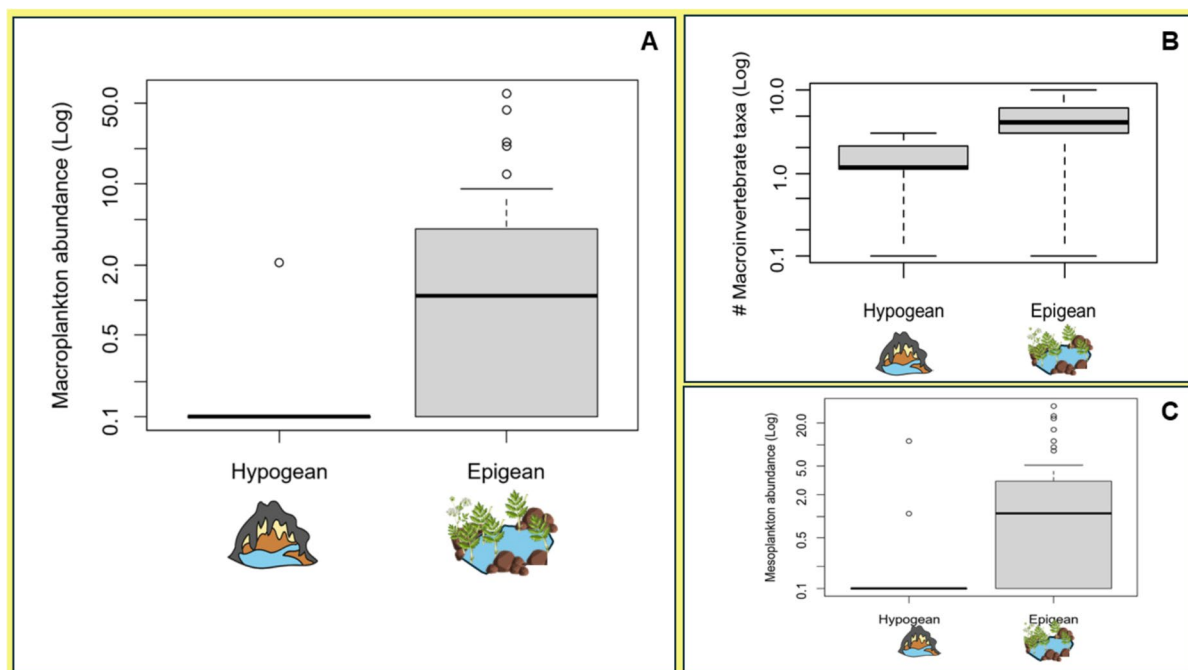 A
Macroplankton abundance (Log)
50.0
10.0
2.0
0.5
0.1
Hypogean
Epigean
B
# Macroinvertebrate taxa (Log)
10.0
1.0
0.1
Hypogean
Epigean
C
Mesoplankton abundance (Log)
20.0
5.0
2.0
0.5
0.1
Hypogean
Epigean